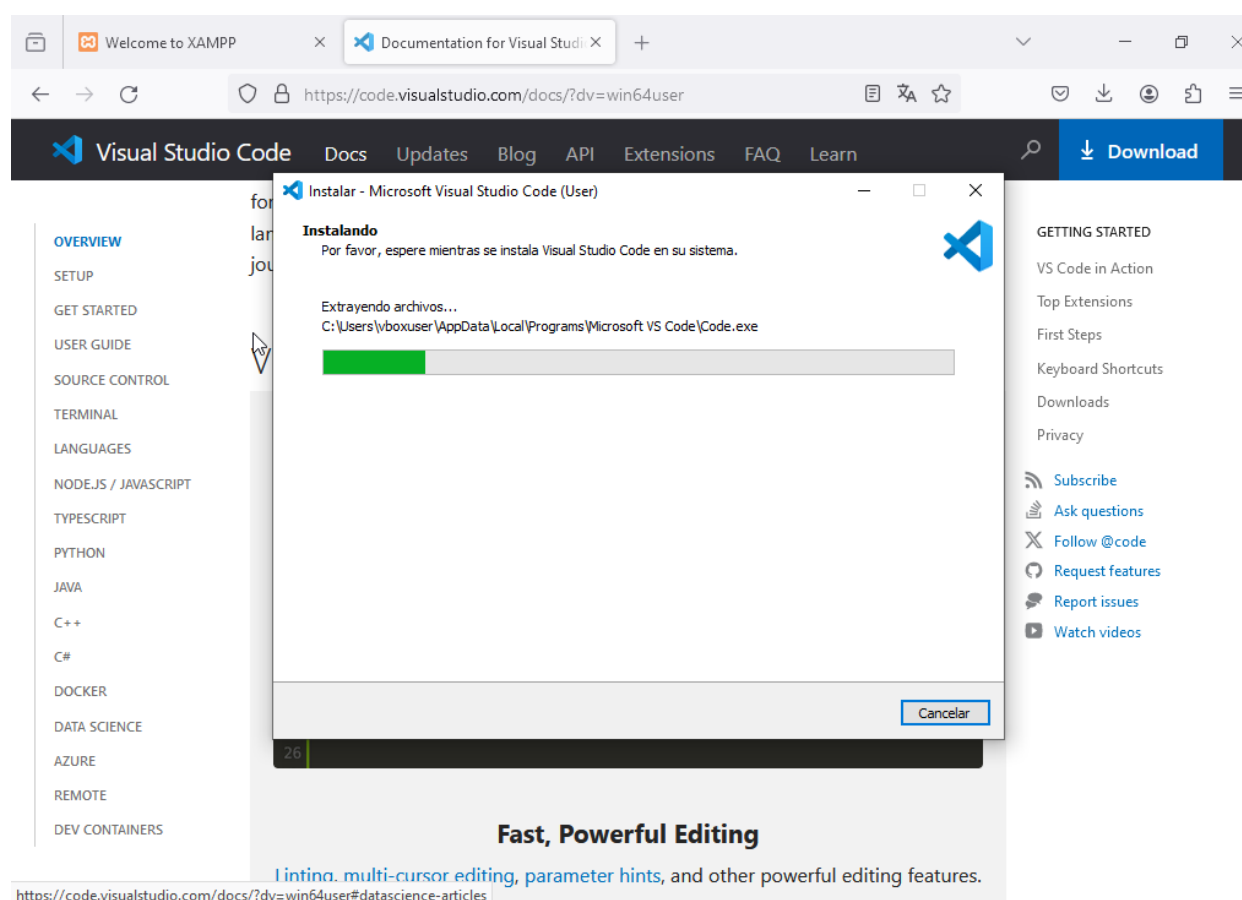 Welcome to XAMPP
Documentation for Visual Studi
https://code.visualstudio.com/docs/?dv=win64user
Visual Studio Code Docs Updates Blog API Extensions FAQ Learn Download
for
lan
jou
V
OVERVIEW
SETUP
GET STARTED
USER GUIDE
SOURCE CONTROL
TERMINAL
LANGUAGES
NODE.JS / JAVASCRIPT
TYPESCRIPT
PYTHON
JAVA
C++
C#
DOCKER
DATA SCIENCE
AZURE
REMOTE
DEV CONTAINERS
Instalar - Microsoft Visual Studio Code (User)
Instalando
Por favor, espere mientras se instala Visual Studio Code en su sistema.
Extrayendo archivos...
C:\Users\vboxuser\AppData\Local\Programs\Microsoft VS Code\Code.exe
Cancelar
26
Fast, Powerful Editing
Linting, multi-cursor editing, parameter hints, and other powerful editing features.
GETTING STARTED
VS Code in Action
Top Extensions
First Steps
Keyboard Shortcuts
Downloads
Privacy
Subscribe
Ask questions
Follow @code
Request features
Report issues
Watch videos
https://code.visualstudio.com/docs/?dv=win64user#datascience-articles